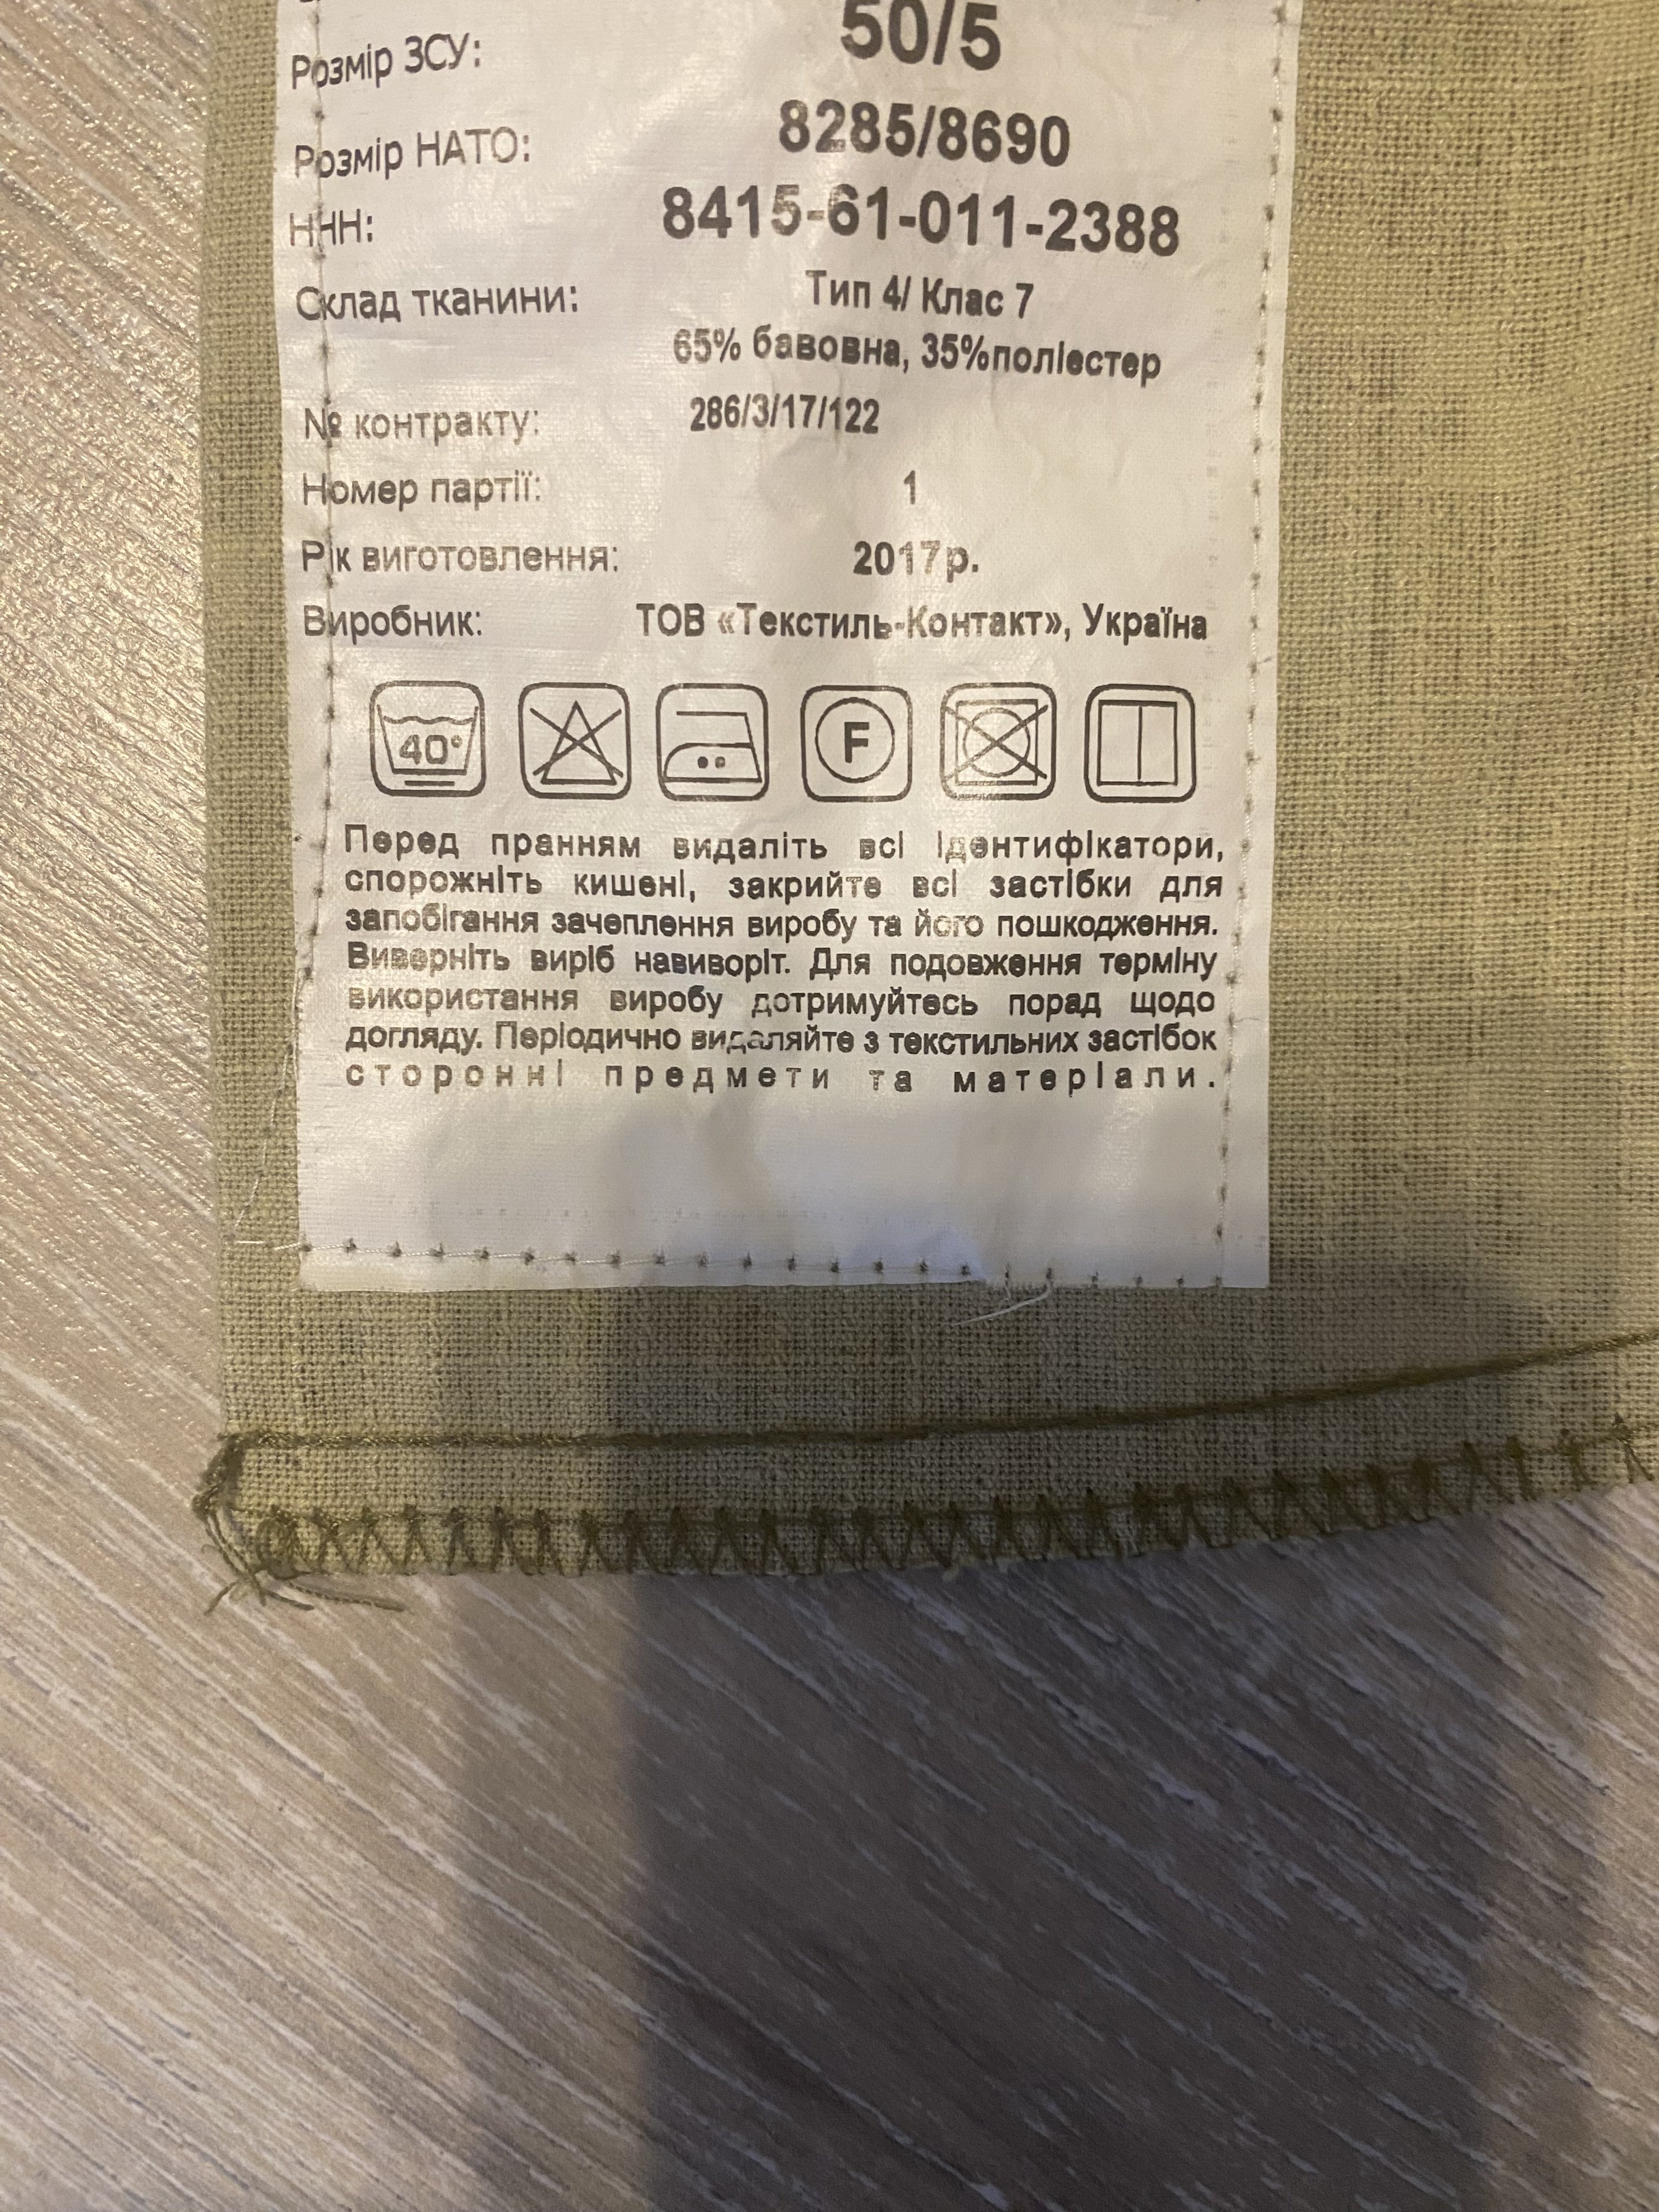 Розмір ЗСУ: 50/5
Розмір НАТО: 8285/8690
ННН: 8415-61-011-2388
Склад тканини: Тип 4/ Клас 7
65% бавовна, 35%поліестер
№ контракту: 286/3/17/122
Номер партії: 1
Рік виготовлення: 2017р.
Виробник: ТОВ «Текстиль-Контакт», Україна
40° F
Перед пранням видаліть всі ідентифікатори,
спорожніть кишені, закрийте всі застібки для
запобігання зачеплення виробу та його пошкодження.
Виверніть виріб навиворіт. Для подовження терміну
використання виробу дотримуйтесь порад щодо
догляду. Періодично видаляйте з текстильних застібок
сторонні предмети та матеріали.